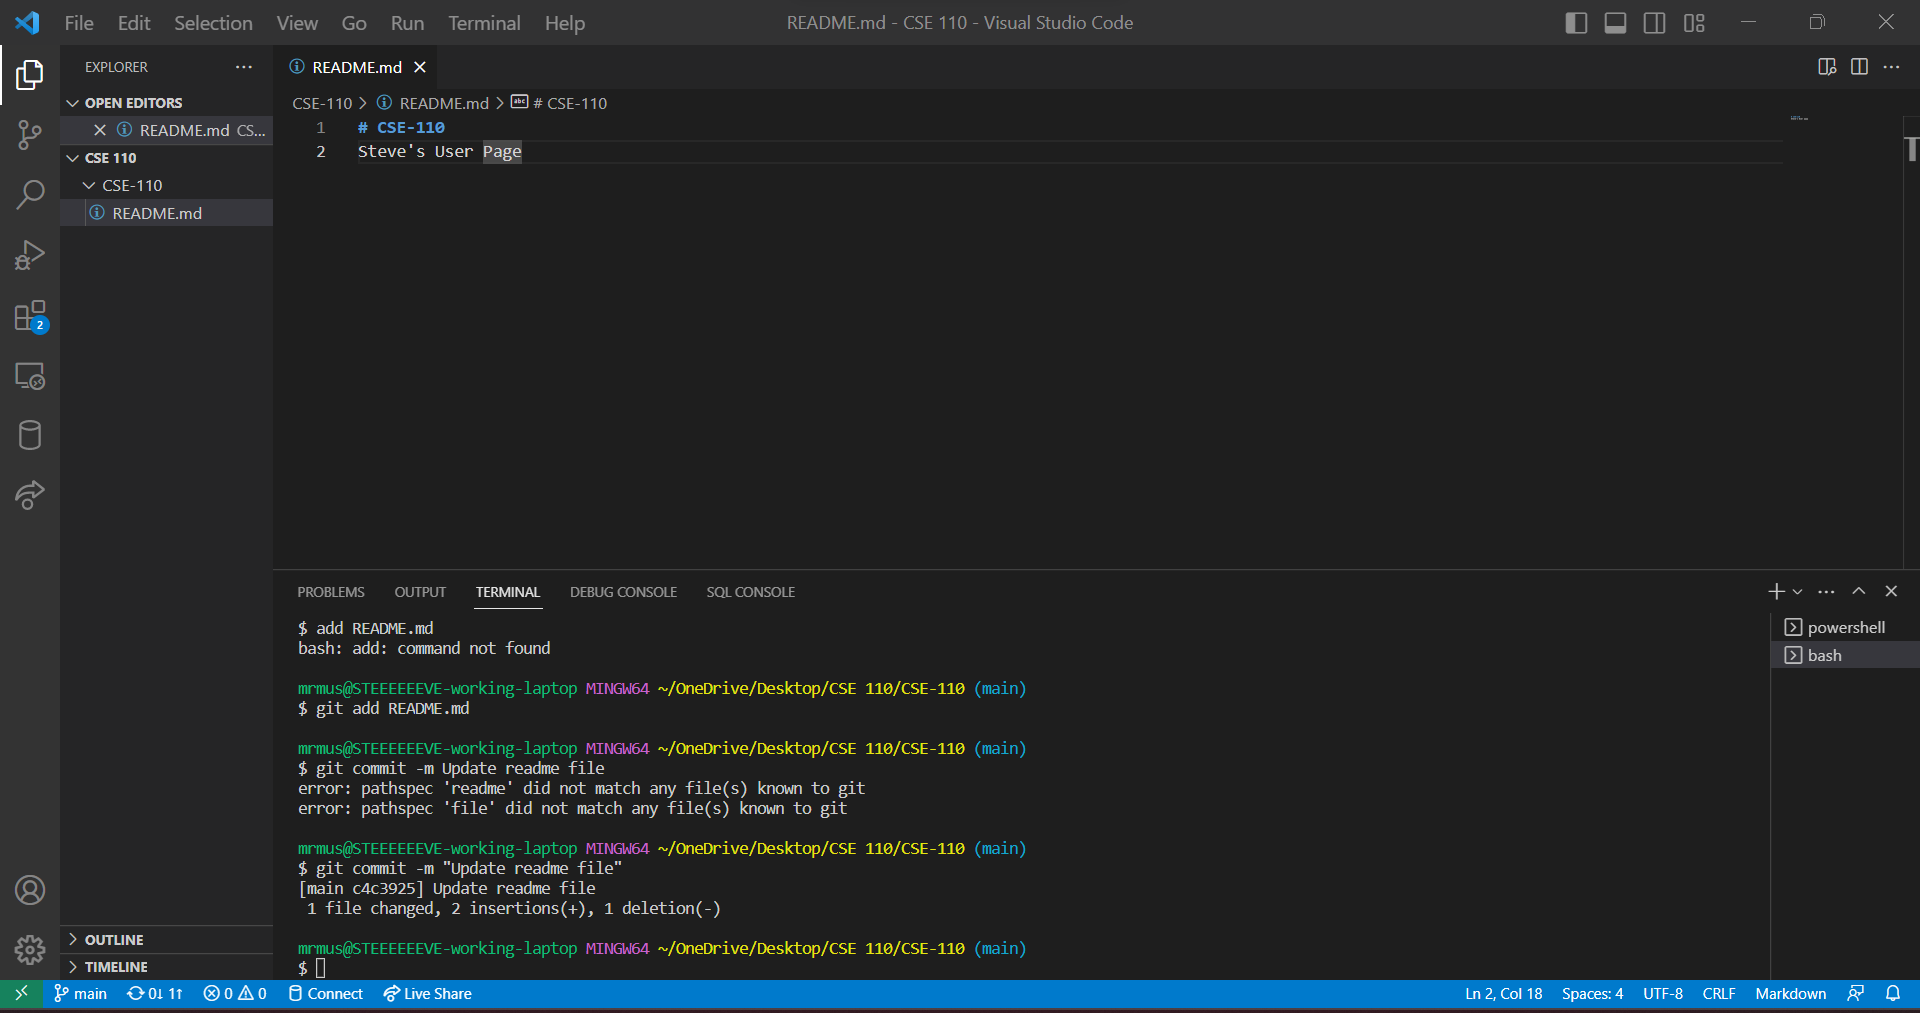 File Edit Selection View Go Run Terminal Help README.md - CSE 110 - Visual Studio Code
EXPLORER
README.md
OPEN EDITORS
README.md CS...
CSE 110
CSE-110
README.md
2
OUTLINE
TIMELINE
CSE-110 > README.md > abc # CSE-110
1 # CSE-110
2 Steve's User Page
PROBLEMS OUTPUT TERMINAL DEBUG CONSOLE SQL CONSOLE
$ add README.md
bash: add: command not found
mrmus@STEEEEEEVE-working-laptop MINGW64 ~/OneDrive/Desktop/CSE 110/CSE-110 (main)
$ git add README.md
mrmus@STEEEEEEVE-working-laptop MINGW64 ~/OneDrive/Desktop/CSE 110/CSE-110 (main)
$ git commit -m Update readme file
error: pathspec 'readme' did not match any file(s) known to git
error: pathspec 'file' did not match any file(s) known to git
mrmus@STEEEEEEVE-working-laptop MINGW64 ~/OneDrive/Desktop/CSE 110/CSE-110 (main)
$ git commit -m "Update readme file"
[main c4c3925] Update readme file
1 file changed, 2 insertions(+), 1 deletion(-)
mrmus@STEEEEEEVE-working-laptop MINGW64 ~/OneDrive/Desktop/CSE 110/CSE-110 (main)
$
powershell
bash
main 0↓ 1↑ 0 0 Connect Live Share Ln 2, Col 18 Spaces: 4 UTF-8 CRLF Markdown